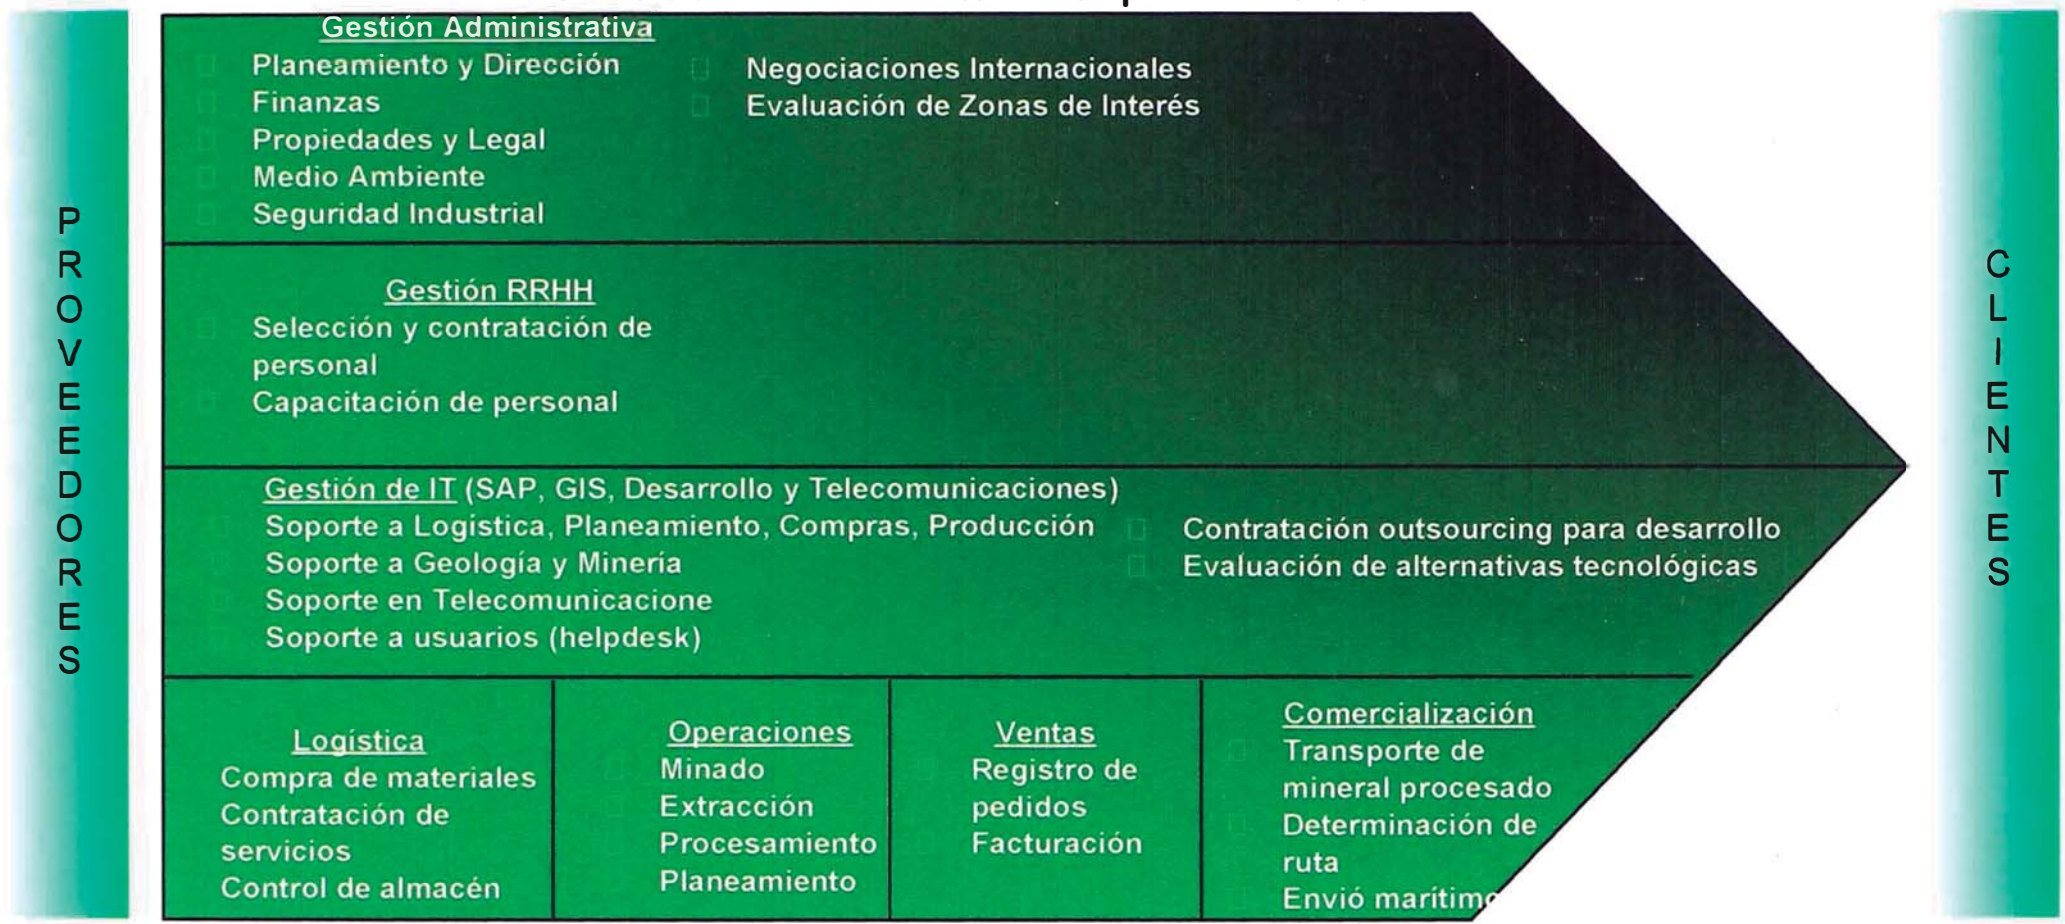 PROVEEDORES
Gestión Administrativa
Planeamiento y Dirección
Finanzas
Propiedades y Legal
Medio Ambiente
Seguridad Industrial
Negociaciones Internacionales
Evaluación de Zonas de Interés
Gestión RRHH
Selección y contratación de
personal
Capacitación de personal
Gestión de IT (SAP, GIS, Desarrollo y Telecomunicaciones)
Soporte a Logística, Planeamiento, Compras, Producción
Soporte a Geología y Minería
Soporte en Telecomunicacione
Soporte a usuarios (helpdesk)
Contratación outsourcing para desarrollo
Evaluación de alternativas tecnológicas
Logística
Compra de materiales
Contratación de
servicios
Control de almacén
Operaciones
Minado
Extracción
Procesamiento
Planeamiento
Ventas
Registro de
pedidos
Facturación
Comercialización
Transporte de
mineral procesado
Determinación de
ruta
Envió marítimo
CLIENTES